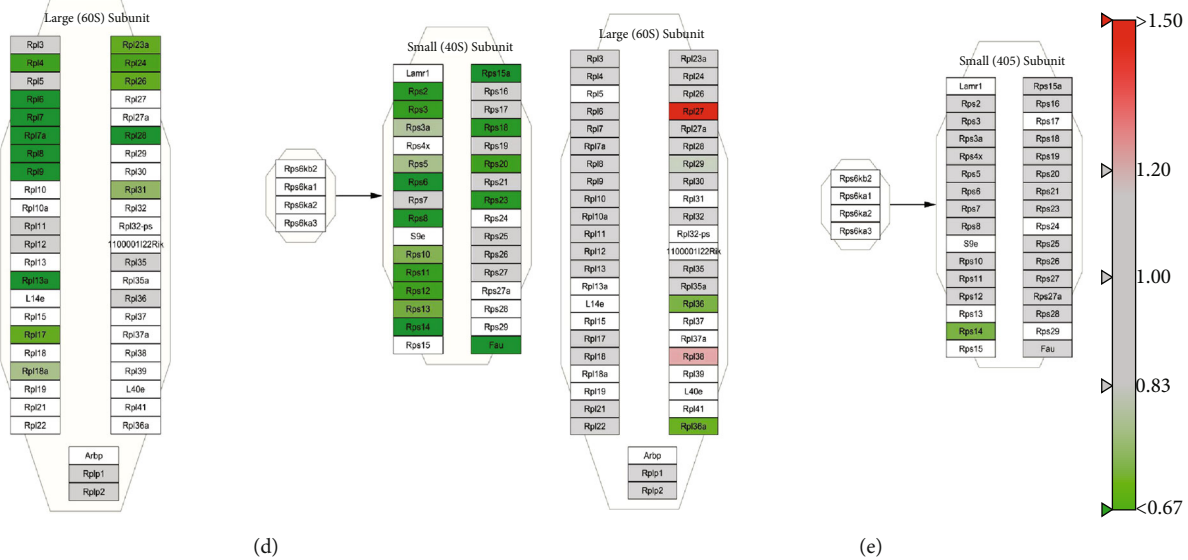 Large (60S) Subunit
Rpl3
Rpl4
Rpl5
Rpl6
Rpl7
Rpl7a
Rpl8
Rpl9
Rpl10
Rpl10a
Rpl11
Rpl12
Rpl13
Rpl13a
L14e
Rpl15
Rpl17
Rpl18
Rpl18a
Rpl19
Rpl21
Rpl22
Rpl23a
Rpl24
Rpl26
Rpl27
Rpl27a
Rpl28
Rpl29
Rpl30
Rpl31
Rpl32
Rpl32-ps
1100001I22Rik
Rpl35
Rpl35a
Rpl36
Rpl37
Rpl37a
Rpl38
Rpl39
L40e
Rpl41
Rpl36a
Arbp
Rplp1
Rplp2
Rps6kb2
Rps6ka1
Rps6ka2
Rps6ka3
Small (40S) Subunit
Lamr1
Rps2
Rps3
Rps3a
Rps4x
Rps5
Rps6
Rps7
Rps8
S9e
Rps10
Rps11
Rps12
Rps13
Rps14
Rps15
Rps15a
Rps16
Rps17
Rps18
Rps19
Rps20
Rps21
Rps23
Rps24
Rps25
Rps26
Rps27
Rps27a
Rps28
Rps29
Fau
(d)
Large (60S) Subunit
Rpl3
Rpl4
Rpl5
Rpl6
Rpl7
Rpl7a
Rpl8
Rpl9
Rpl10
Rpl10a
Rpl11
Rpl12
Rpl13
Rpl13a
L14e
Rpl15
Rpl17
Rpl18
Rpl18a
Rpl19
Rpl21
Rpl22
Rpl23a
Rpl24
Rpl26
Rpl27
Rpl27a
Rpl28
Rpl29
Rpl30
Rpl31
Rpl32
Rpl32-ps
1100001I22Rik
Rpl35
Rpl35a
Rpl36
Rpl37
Rpl37a
Rpl38
Rpl39
L40e
Rpl41
Rpl36a
Arbp
Rplp1
Rplp2
Rps6kb2
Rps6ka1
Rps6ka2
Rps6ka3
Small (405) Subunit
Lamr1
Rps2
Rps3
Rps3a
Rps4x
Rps5
Rps6
Rps7
Rps8
S9e
Rps10
Rps11
Rps12
Rps13
Rps14
Rps15
Rps15a
Rps16
Rps17
Rps18
Rps19
Rps20
Rps21
Rps23
Rps24
Rps25
Rps26
Rps27
Rps27a
Rps28
Rps29
Fau
(e)
>1.50
1.20
1.00
0.83
<0.67